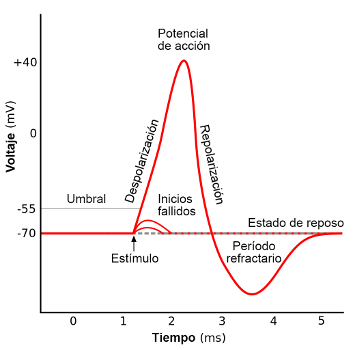 Potencial
de acción
+40
Voltaje (mV)
0
Despolarización
Repolarización
Umbral
Inicios
fallidos
-55
Estado de reposo
-70
Estímulo
Período
refractario
0 1 2 3 4 5
Tiempo (ms)